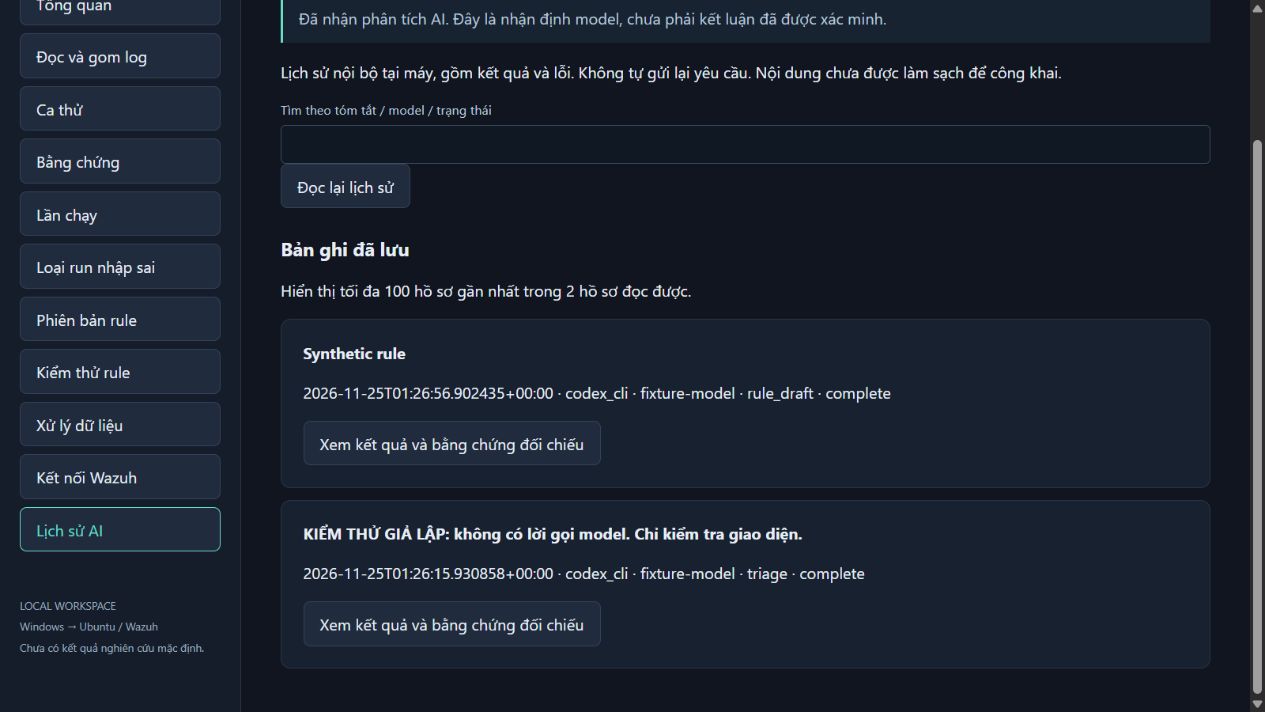 Tổng quan
Đọc và gom log
Ca thử
Bằng chứng
Lần chạy
Loại run nhập sai
Phiên bản rule
Kiểm thử rule
Xử lý dữ liệu
Kết nối Wazuh
Lịch sử AI
LOCAL WORKSPACE
Windows → Ubuntu / Wazuh
Chưa có kết quả nghiên cứu mặc định.
Đã nhận phân tích AI. Đây là nhận định model, chưa phải kết luận đã được xác minh.
Lịch sử nội bộ tại máy, gồm kết quả và lỗi. Không tự gửi lại yêu cầu. Nội dung chưa được làm sạch để công khai.
Tìm theo tóm tắt / model / trạng thái
Đọc lại lịch sử
Bản ghi đã lưu
Hiển thị tối đa 100 hồ sơ gần nhất trong 2 hồ sơ đọc được.
Synthetic rule
2026-11-25T01:26:56.902435+00:00 · codex_cli · fixture-model · rule_draft · complete
Xem kết quả và bằng chứng đối chiếu
KIỂM THỬ GIẢ LẬP: không có lời gọi model. Chỉ kiểm tra giao diện.
2026-11-25T01:26:15.930858+00:00 · codex_cli · fixture-model · triage · complete
Xem kết quả và bằng chứng đối chiếu